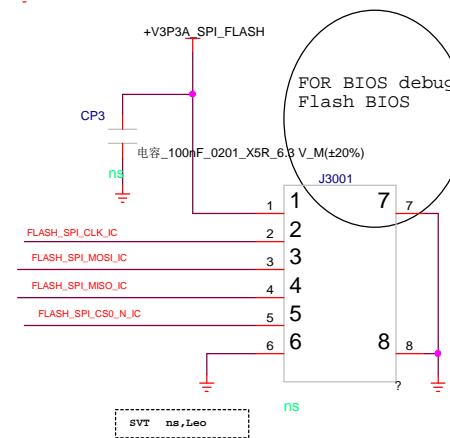 +V3P3A_SPI_FLASH
FOR BIOS debug
Flash BIOS
CP3
电容_100nF_0201_X5R_6.3 V_M(±20%)
ns
J3001
1 1 7 7
FLASH_SPI_CLK_IC 2 2
FLASH_SPI_MOSI_IC 3 3
FLASH_SPI_MISO_IC 4 4
FLASH_SPI_CS0_N_IC 5 5
6 6 8 8
?
ns
SVT ns,Leo